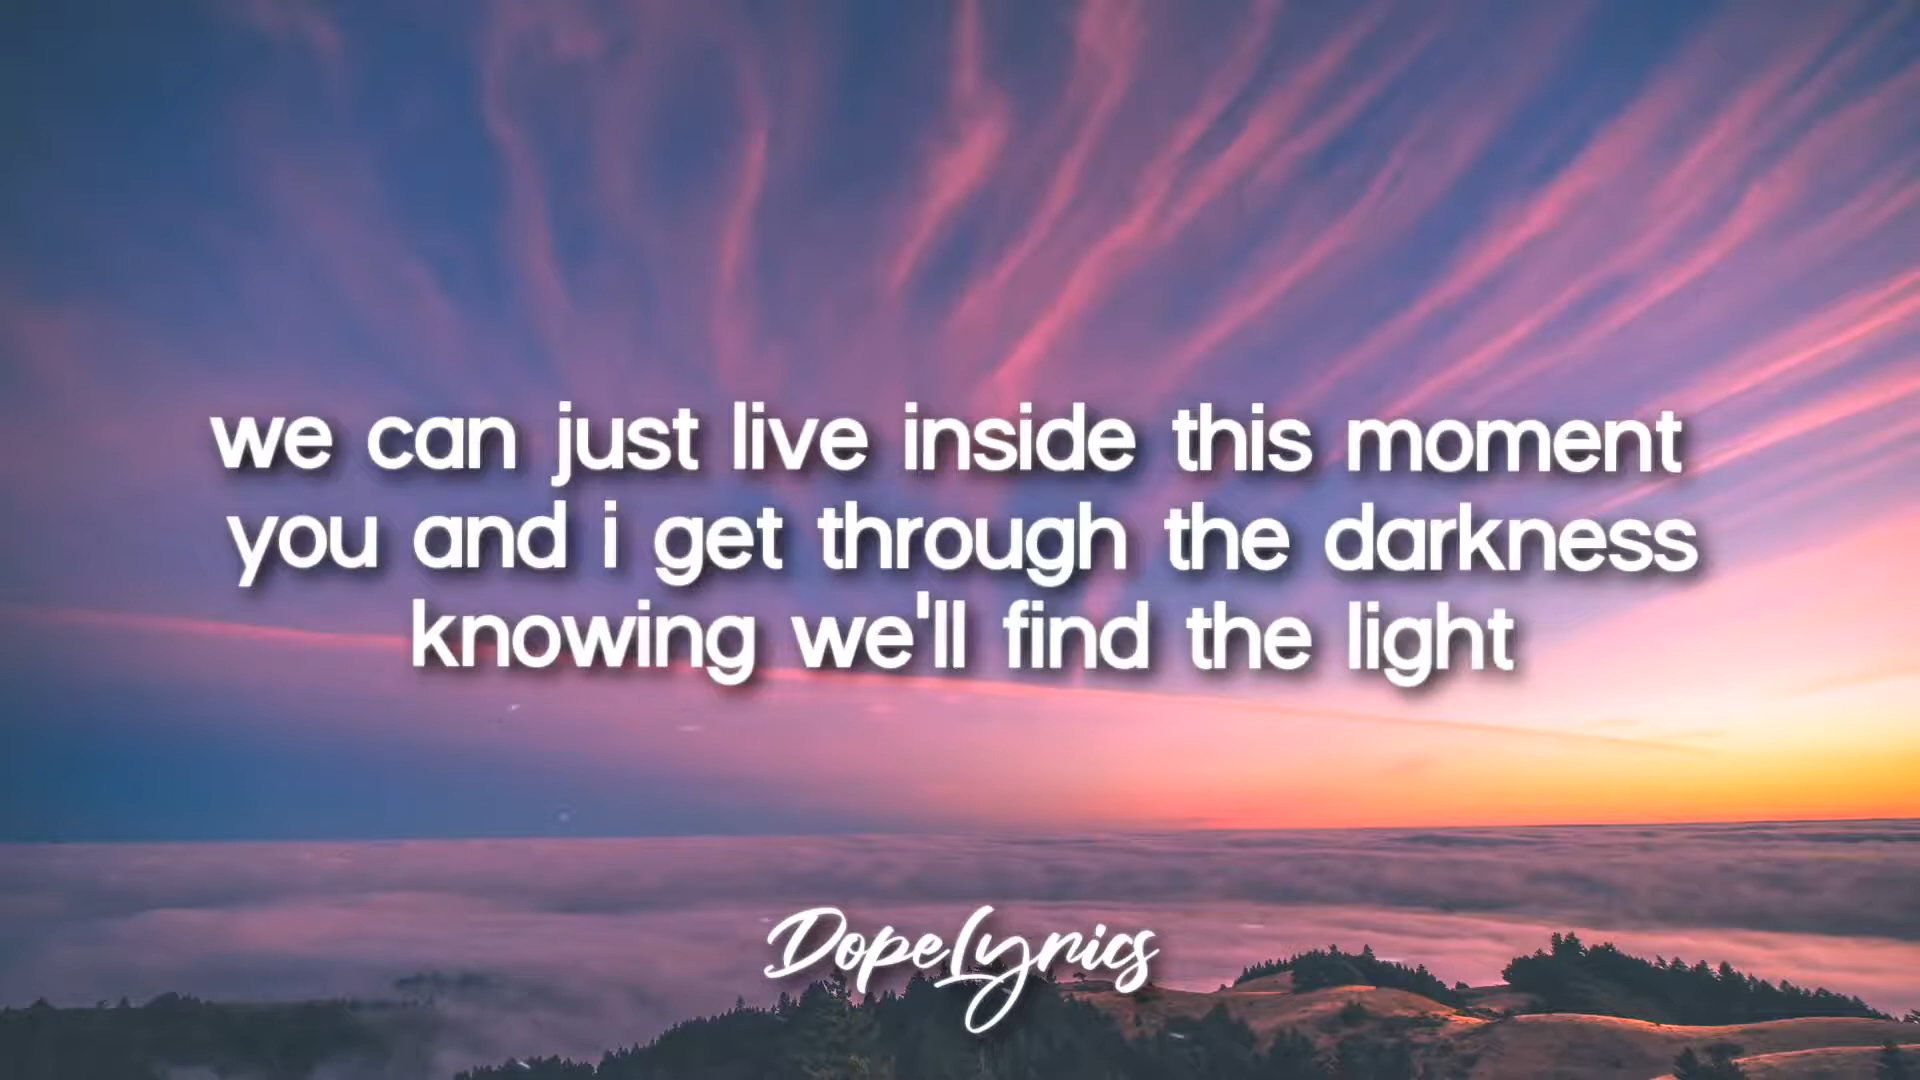 we can just live inside this moment
you and i get through the darkness
knowing we'll find the light
DopeLyrics